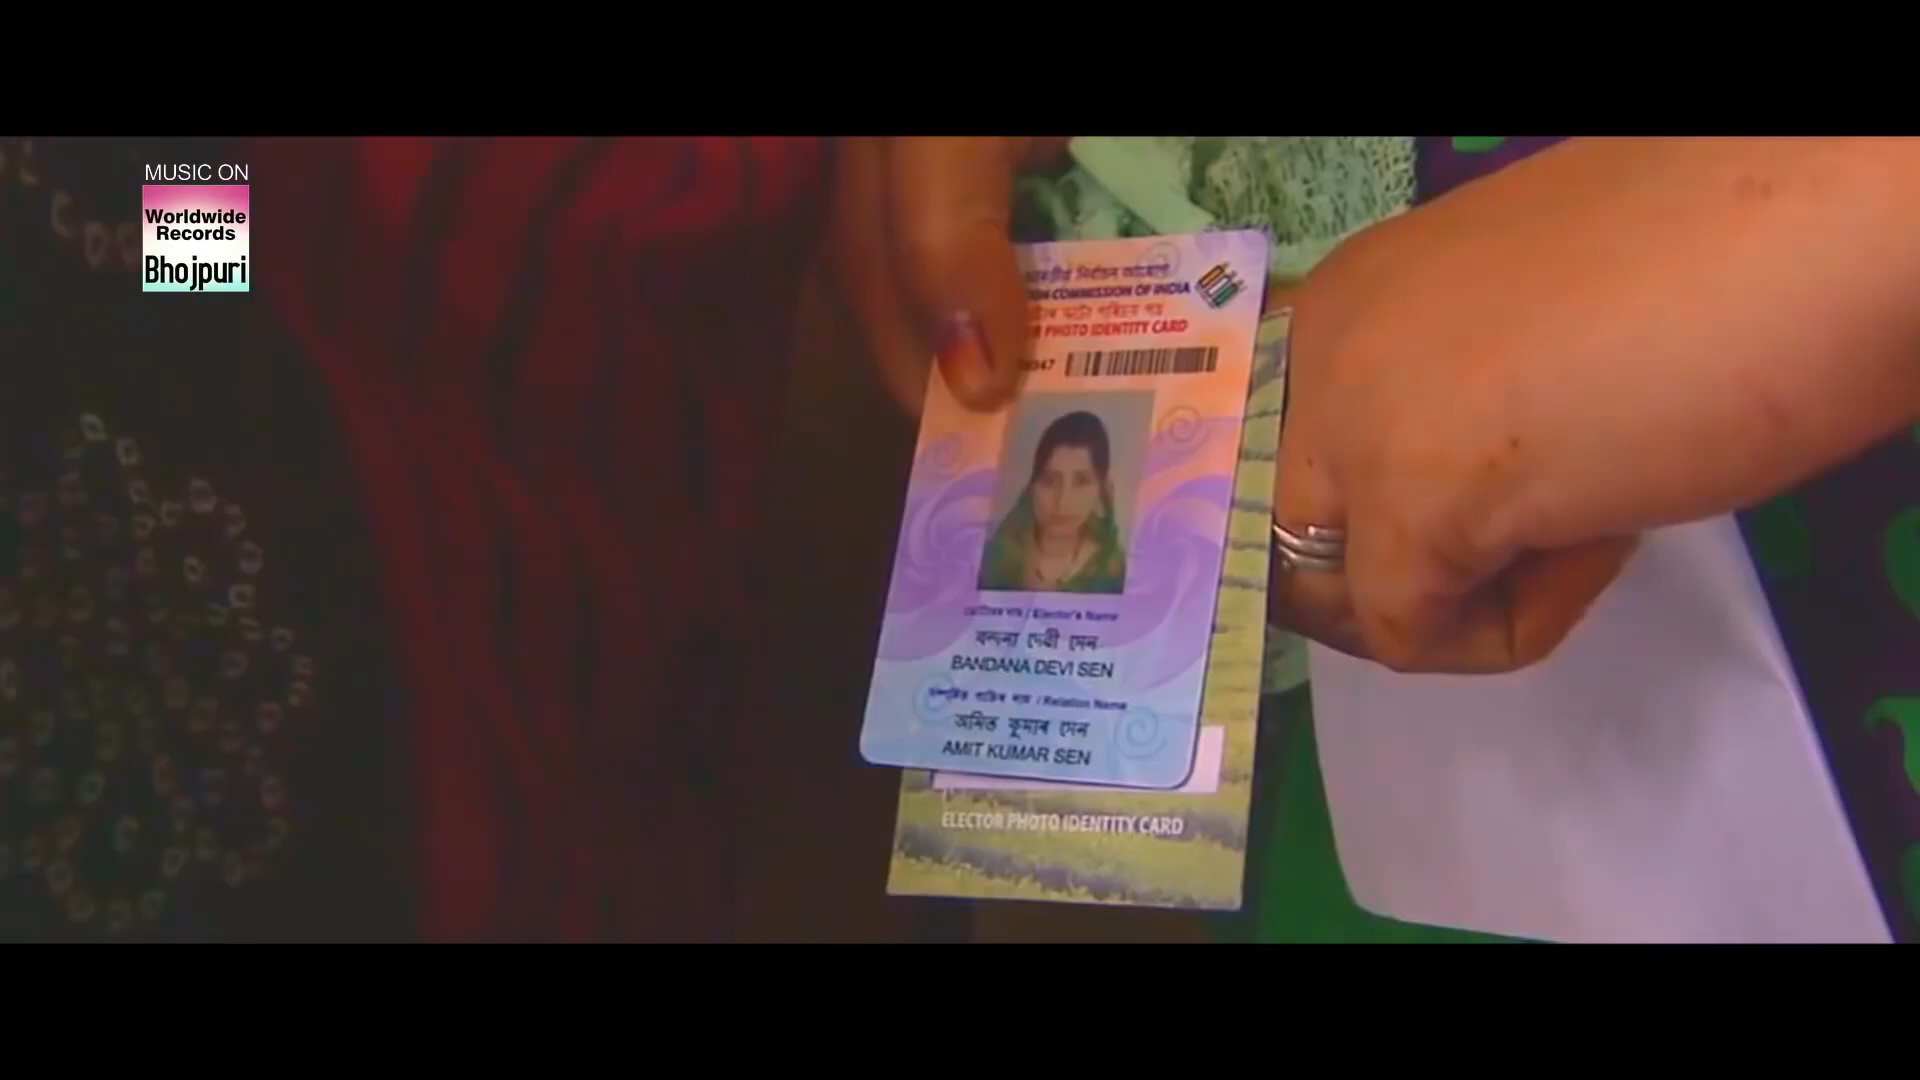 MUSIC ON
Worldwide
Records
Bhojpuri
নির্বাচন
COMMISSION OF INDIA
PHOTO IDENTITY CARD
/ Elector's Name
বন্দনা দেৱী সেন
BANDANA DEVI SEN
/ Relation Name
অমিত কুমাৰ সেন
AMIT KUMAR SEN
ELECTOR PHOTO IDENTITY CARD